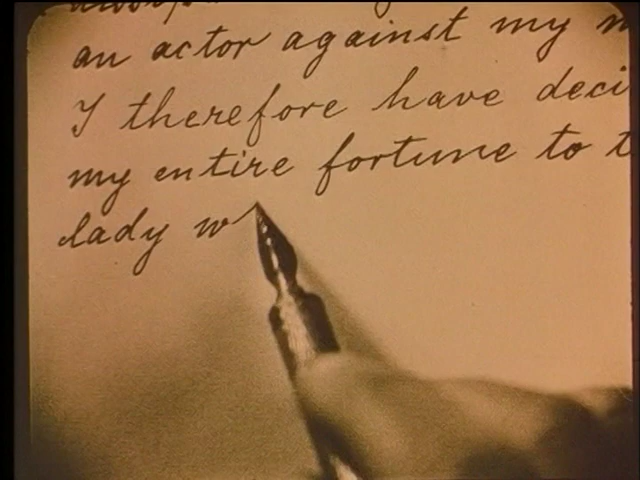 an actor against my
I therefore have deci
my entire fortune to t
lady w